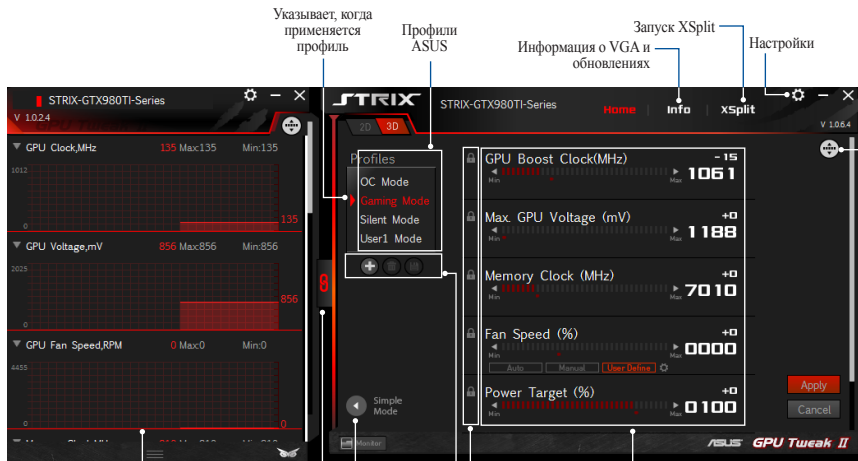 Указывает, когда
применяется
профиль
Профили
ASUS
Информация о VGA и
обновлениях
Запуск XSplit
Настройки
STRIX-GTX980TI-Series
V 1.0.2.4
GPU Clock,MHz 135 Max:135 Min:135
1012
135
0
GPU Voltage,mV 856 Max:856 Min:856
2025
856
0
GPU Fan Speed,RPM 0 Max:0 Min:0
4455
0
0
STRIX
STRIX-GTX980TI-Series
Home
Info
XSplit
V 1.0.6.4
2D
3D
Profiles
OC Mode
Gaming Mode
Silent Mode
User1 Mode
Simple
Mode
Monitor
GPU Boost Clock(MHz) -15
Min Max 1061
Max. GPU Voltage (mV) +0
Min Max 1188
Memory Clock (MHz) +0
Min Max 7010
Fan Speed (%) +0
Min Max 0000
Auto Manual User Define
Power Target (%) +0
Min Max 0100
Apply
Cancel
ASUS GPU Tweak II